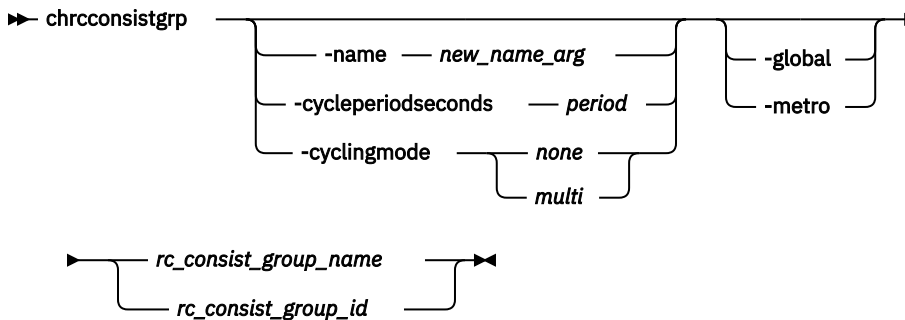 chrcconsistgrp
-name new_name_arg
-global
-cycleperiodseconds period
-metro
-cyclingmode none
multi
rc_consist_group_name
rc_consist_group_id